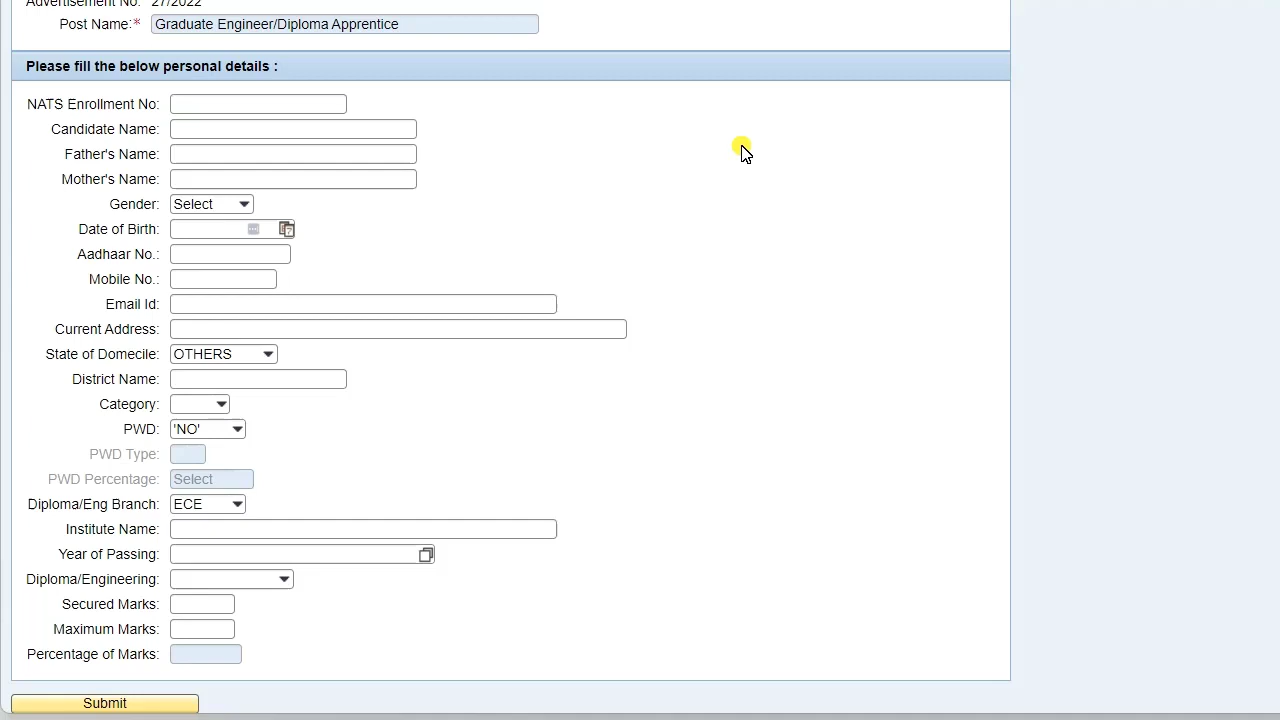 Advertisement No: 27/2022
Post Name:* Graduate Engineer/Diploma Apprentice
Please fill the below personal details :
NATS Enrollment No:
Candidate Name:
Father's Name:
Mother's Name:
Gender: Select
Date of Birth:
Aadhaar No.:
Mobile No.:
Email Id:
Current Address:
State of Domecile: OTHERS
District Name:
Category:
PWD: 'NO'
PWD Type:
PWD Percentage: Select
Diploma/Eng Branch: ECE
Institute Name:
Year of Passing:
Diploma/Engineering:
Secured Marks:
Maximum Marks:
Percentage of Marks:
Submit